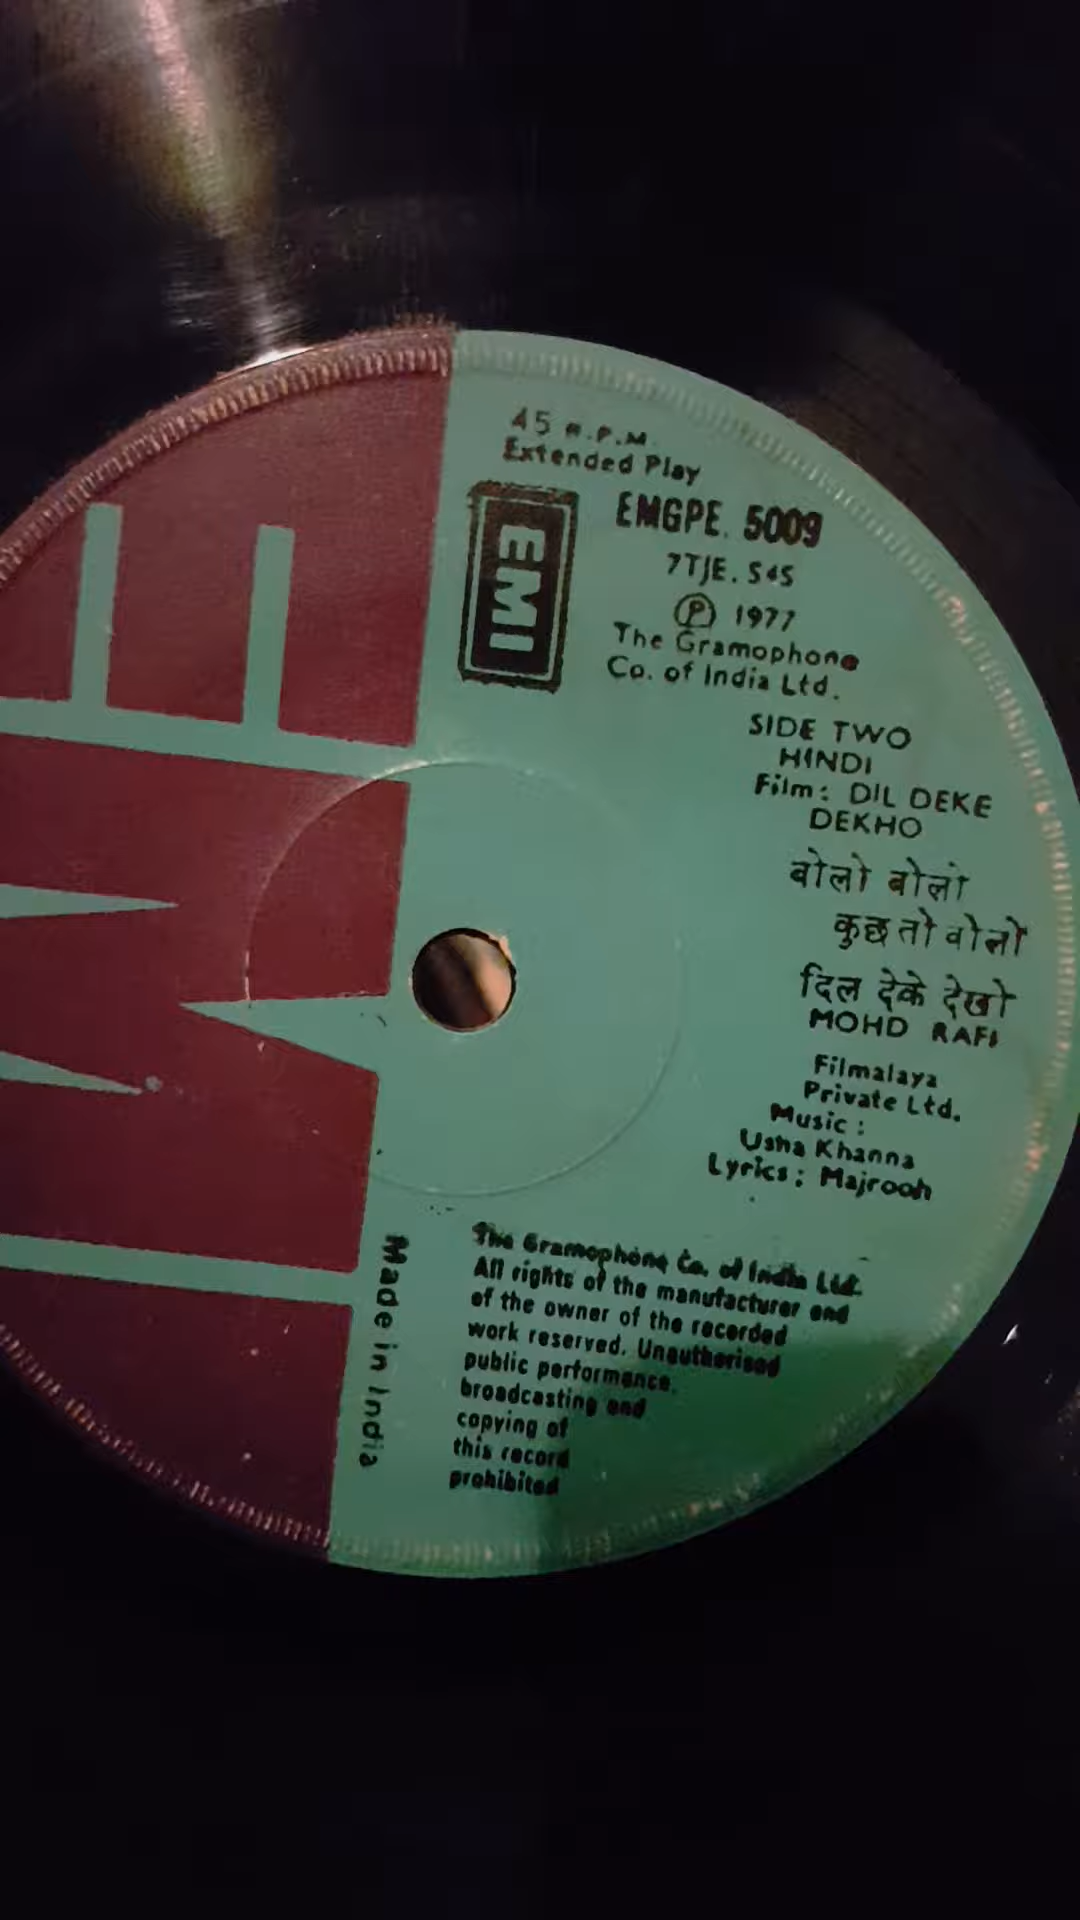 45 R.P.M.
Extended Play
EMI
EMGPE. 5009
7TJE. 545
Ⓟ 1977
The Gramophone
Co. of India Ltd.
SIDE TWO
HINDI
Film: DIL DEKE
DEKHO
बोलो बोलो
कुछ तो बोलो
दिल देके देखो
MOHD RAFI
Filmalaya
Private Ltd.
Music:
Usha Khanna
Lyrics: Majrooh
The Gramophone Co. of India Ltd.
All rights of the manufacturer and
of the owner of the recorded
work reserved. Unauthorised
public performance,
broadcasting and
copying of
this record
prohibited
Made in India
EMI